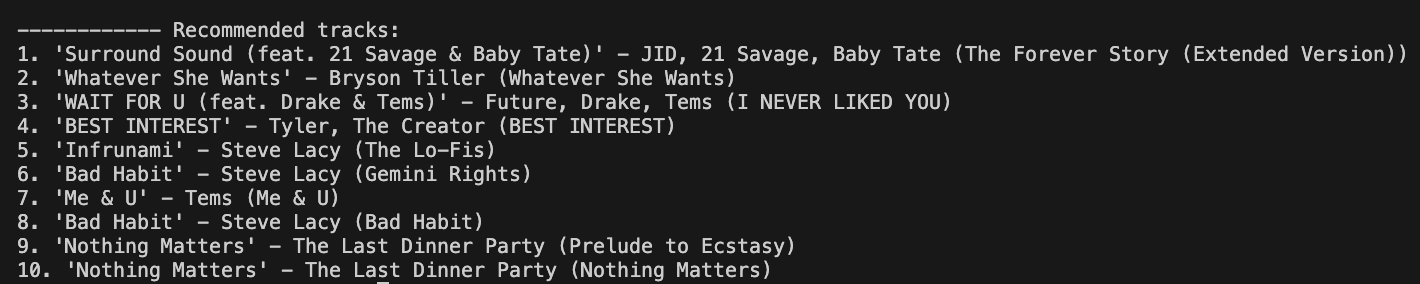 ------------ Recommended tracks:
1. 'Surround Sound (feat. 21 Savage & Baby Tate)' - JID, 21 Savage, Baby Tate (The Forever Story (Extended Version))
2. 'Whatever She Wants' - Bryson Tiller (Whatever She Wants)
3. 'WAIT FOR U (feat. Drake & Tems)' - Future, Drake, Tems (I NEVER LIKED YOU)
4. 'BEST INTEREST' - Tyler, The Creator (BEST INTEREST)
5. 'Infrunami' - Steve Lacy (The Lo-Fis)
6. 'Bad Habit' - Steve Lacy (Gemini Rights)
7. 'Me & U' - Tems (Me & U)
8. 'Bad Habit' - Steve Lacy (Bad Habit)
9. 'Nothing Matters' - The Last Dinner Party (Prelude to Ecstasy)
10. 'Nothing Matters' - The Last Dinner Party (Nothing Matters)